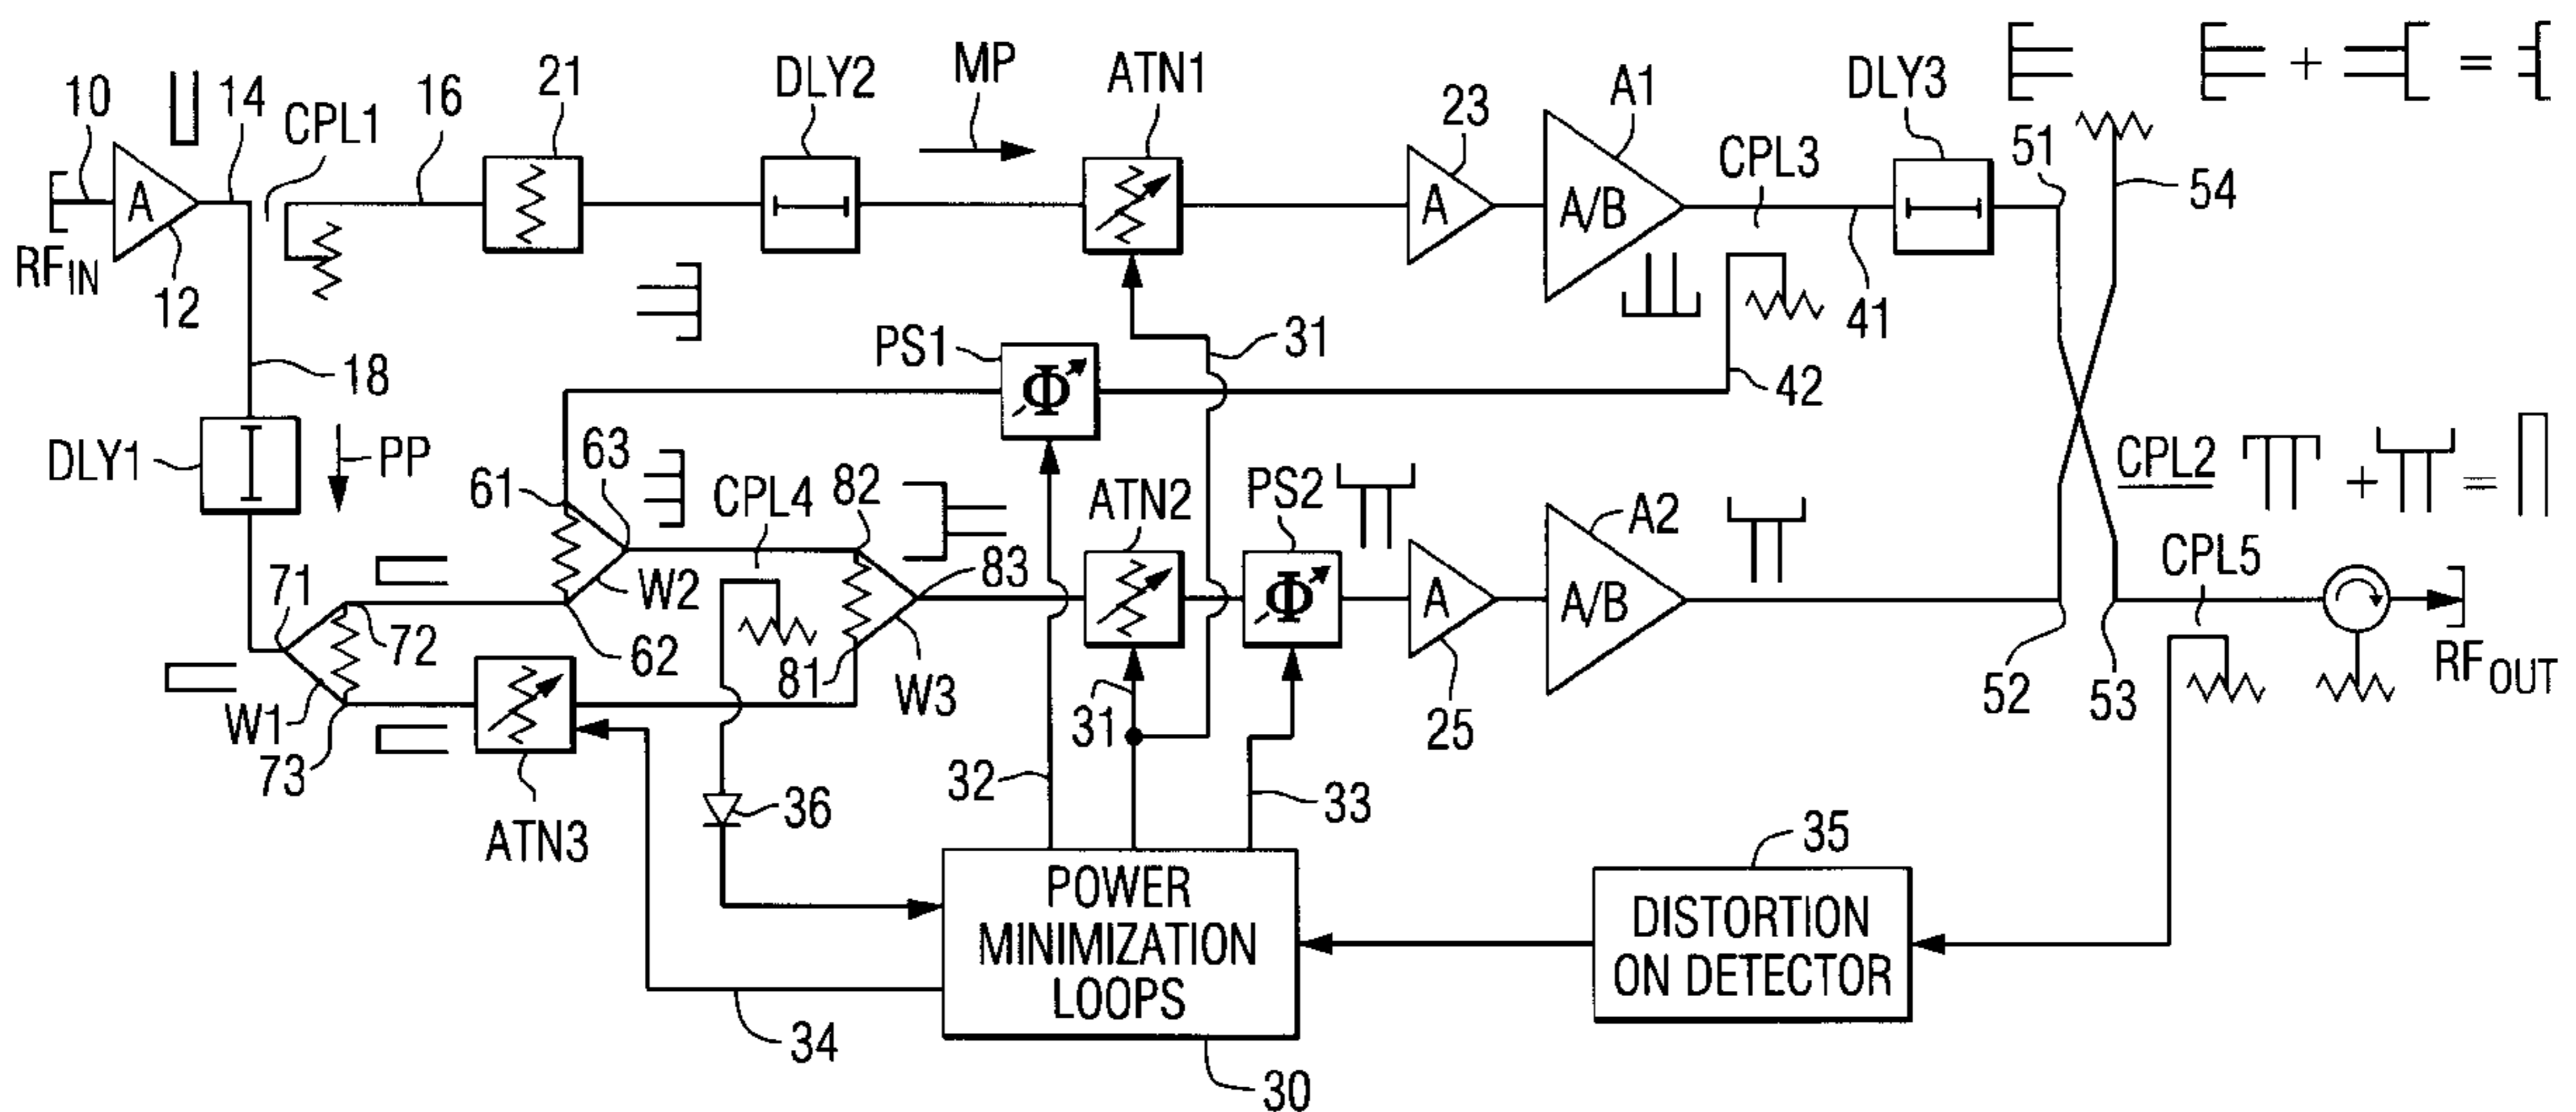 10
14
CPL1
16
21
DLY2
MP
ATN1
23
A1
CPL3
DLY3
51
54
+
=
A
RFIN
12
A
A/B
41
18
PS1
Φ
31
42
DLY1
PP
61
63
CPL4
82
ATN2
PS2
A2
CPL2
+
=
CPL5
71
72
W2
62
83
Φ
A
A/B
RFOUT
W1
73
81
W3
31
25
52
53
ATN3
36
32
33
35
POWER
MINIMIZATION
LOOPS
DISTORTION
ON DETECTOR
34
30